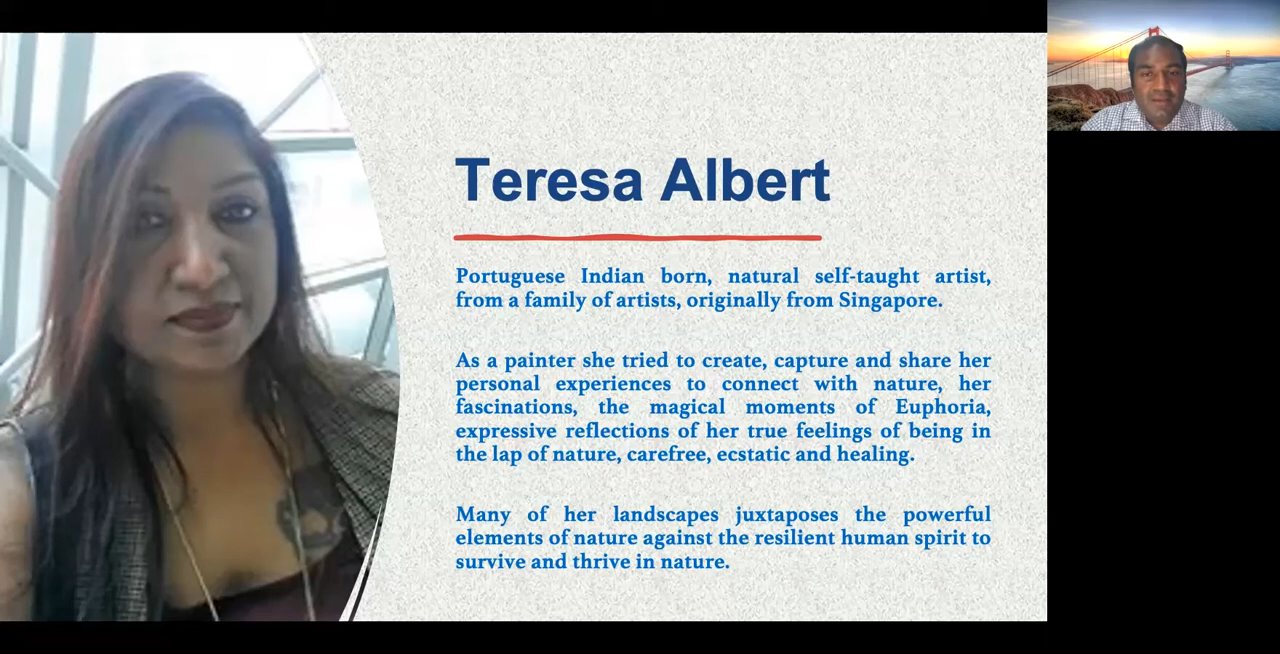 Teresa Albert
Portuguese Indian born, natural self-taught artist,
from a family of artists, originally from Singapore.
As a painter she tried to create, capture and share her
personal experiences to connect with nature, her
fascinations, the magical moments of Euphoria,
expressive reflections of her true feelings of being in
the lap of nature, carefree, ecstatic and healing.
Many of her landscapes juxtaposes the powerful
elements of nature against the resilient human spirit to
survive and thrive in nature.